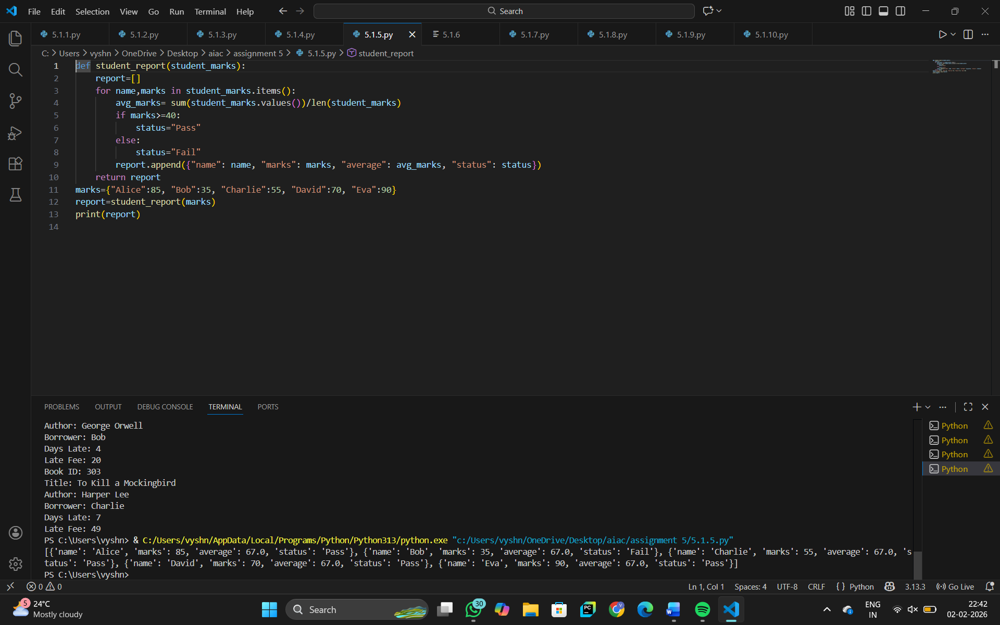 File Edit Selection View Go Run Terminal Help Search
5.1.1.py 5.1.2.py 5.1.3.py 5.1.4.py 5.1.5.py 5.1.6 5.1.7.py 5.1.8.py 5.1.9.py 5.1.10.py
C: > Users > vyshn > OneDrive > Desktop > aiac > assignment 5 > 5.1.5.py > student_report
1 def student_report(student_marks):
2     report=[]
3     for name,marks in student_marks.items():
4         avg_marks= sum(student_marks.values())/len(student_marks)
5         if marks>=40:
6             status="Pass"
7         else:
8             status="Fail"
9         report.append({"name": name, "marks": marks, "average": avg_marks, "status": status})
10     return report
11 marks={"Alice":85, "Bob":35, "Charlie":55, "David":70, "Eva":90}
12 report=student_report(marks)
13 print(report)
14
PROBLEMS OUTPUT DEBUG CONSOLE TERMINAL PORTS
Author: George Orwell
Borrower: Bob
Days Late: 4
Late Fee: 20
Book ID: 303
Title: To Kill a Mockingbird
Author: Harper Lee
Borrower: Charlie
Days Late: 7
Late Fee: 49
PS C:\Users\vyshn> & C:/Users/vyshn/AppData/Local/Programs/Python/Python313/python.exe "c:/Users/vyshn/OneDrive/Desktop/aiac/assignment 5/5.1.5.py"
[{'name': 'Alice', 'marks': 85, 'average': 67.0, 'status': 'Pass'}, {'name': 'Bob', 'marks': 35, 'average': 67.0, 'status': 'Fail'}, {'name': 'Charlie', 'marks': 55, 'average': 67.0, 's
tatus': 'Pass'}, {'name': 'David', 'marks': 70, 'average': 67.0, 'status': 'Pass'}, {'name': 'Eva', 'marks': 90, 'average': 67.0, 'status': 'Pass'}]
PS C:\Users\vyshn>
Python
Python
Python
Python
0 0 Ln 1, Col 1 Spaces: 4 UTF-8 CRLF { } Python 3.13.3 Go Live
5 24°C
Mostly cloudy
Search
30
ENG
IN
22:42
02-02-2026